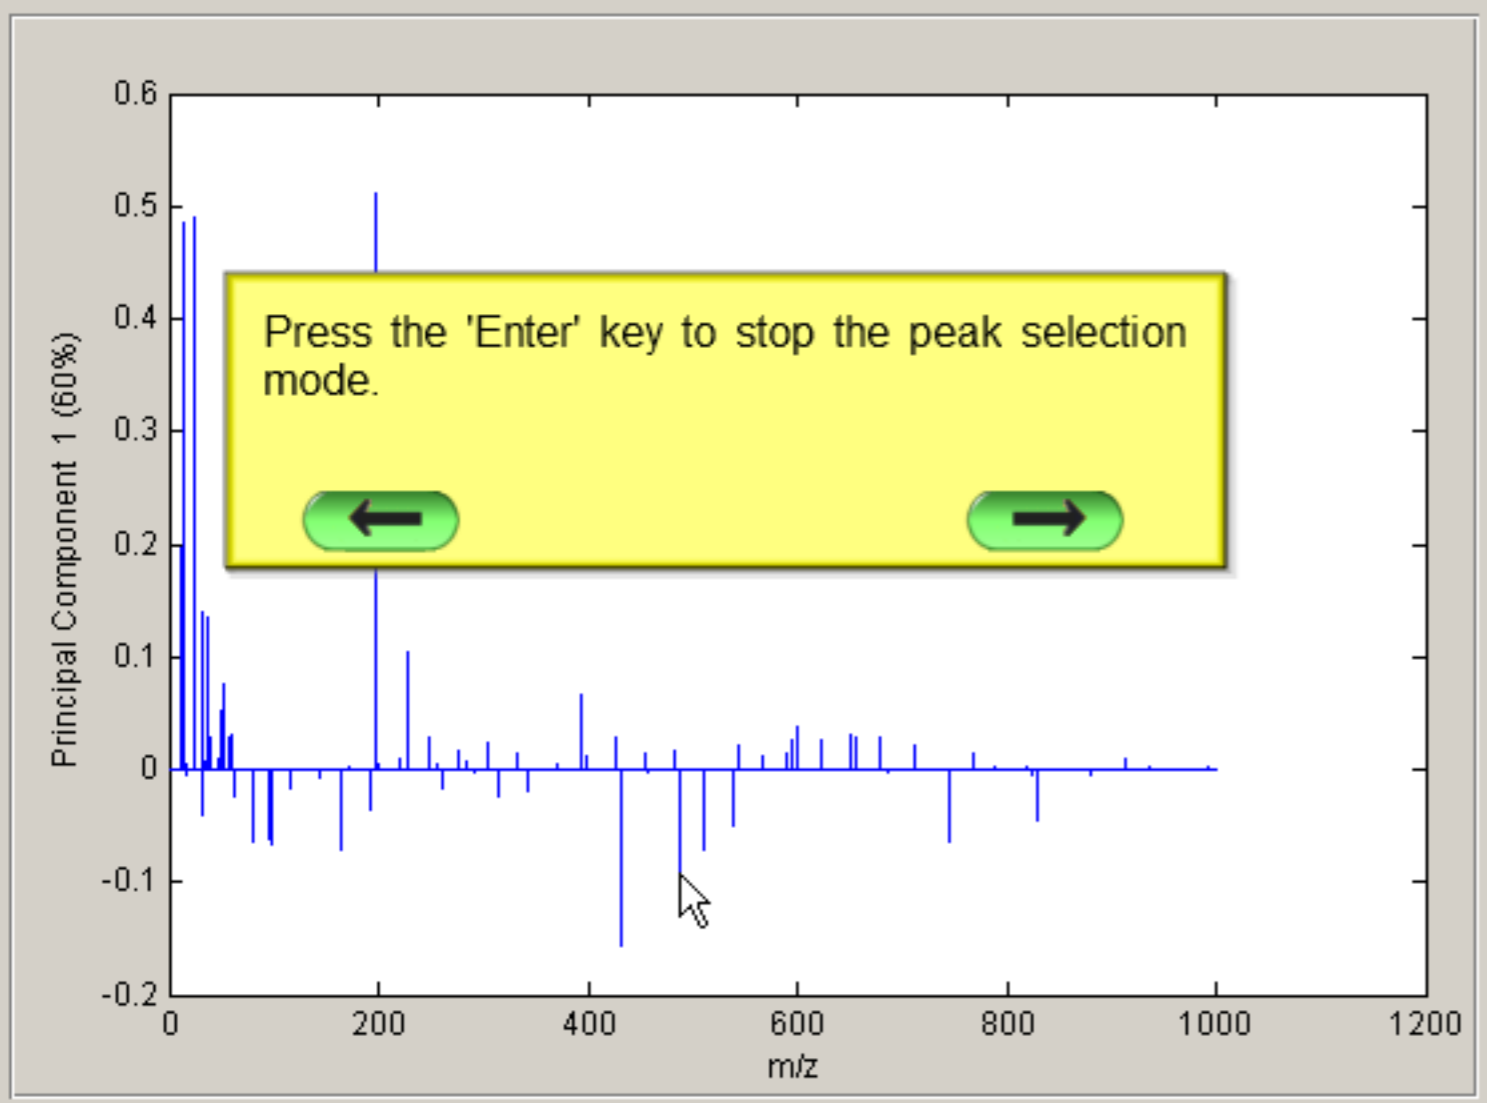 0.6
0.5
0.4
0.3
0.2
0.1
0
-0.1
-0.2
Principal Component 1 (60%)
Press the 'Enter' key to stop the peak selection
mode.
0 200 400 600 800 1000 1200
m/z